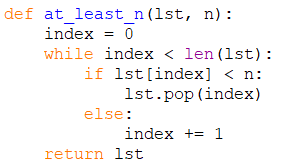 def at_least_n(lst, n):
    index = 0
    while index < len(lst):
        if lst[index] < n:
            lst.pop(index)
        else:
            index += 1
    return lst